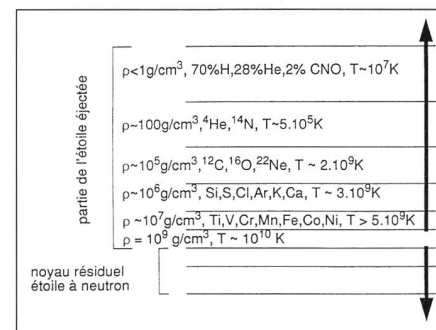 partie de l'étoile éjectée
ρ<1g/cm³, 70%H,28%He,2% CNO, T~10⁷K
ρ~100g/cm³,⁴He,¹⁴N, T~5.10⁵K
ρ~10⁵g/cm³,¹²C,¹⁶O,²²Ne, T ~ 2.10⁹K
ρ~10⁶g/cm³, Si,S,Cl,Ar,K,Ca, T ~ 3.10⁹K
ρ ~10⁷g/cm³, Ti,V,Cr,Mn,Fe,Co,Ni, T > 5.10⁹K
ρ = 10⁹ g/cm³, T ~ 10¹⁰ K
noyau résiduel
étoile à neutron